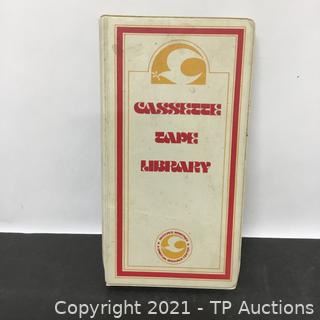 CASSETTE
TAPE
LIBRARY
Copyright 2021 - TP Auctions